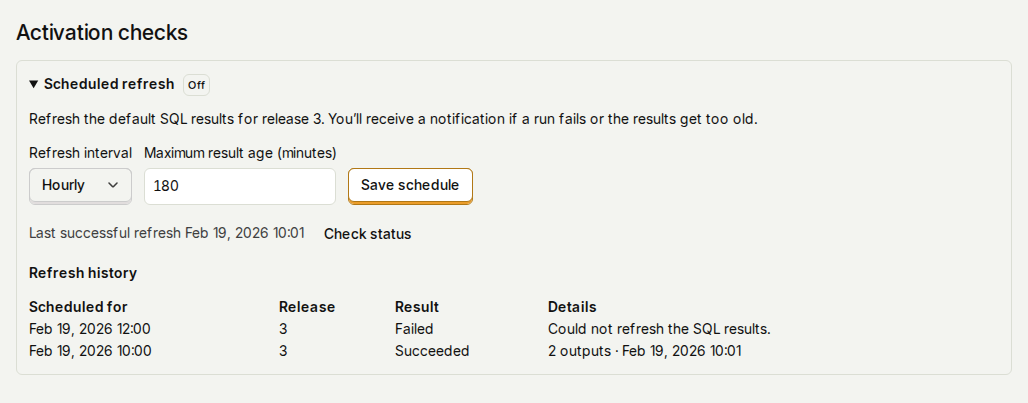 Activation checks
▼ Scheduled refresh Off
Refresh the default SQL results for release 3. You’ll receive a notification if a run fails or the results get too old.
Refresh interval Maximum result age (minutes)
Hourly 180 Save schedule
Last successful refresh Feb 19, 2026 10:01 Check status
Refresh history
Scheduled for Release Result Details
Feb 19, 2026 12:00 3 Failed Could not refresh the SQL results.
Feb 19, 2026 10:00 3 Succeeded 2 outputs · Feb 19, 2026 10:01